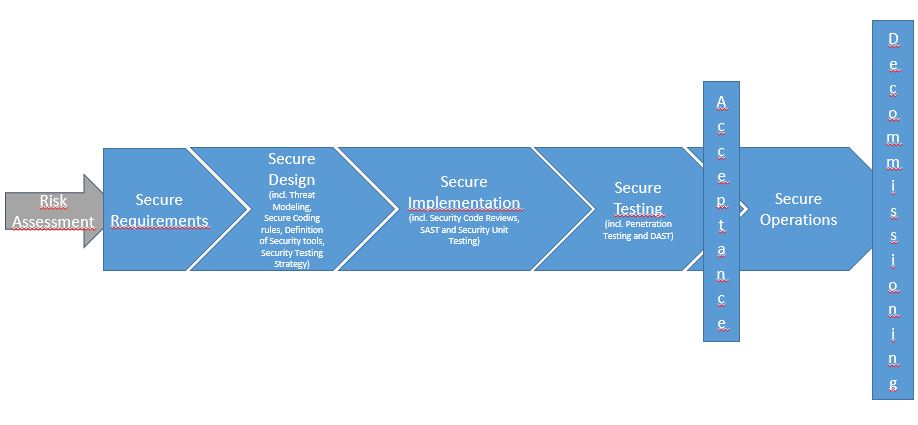 Risk
Assessment
Secure
Requirements
Secure
Design
(incl. Threat
Modeling,
Secure Coding
rules, Definition
of Security tools,
Security Testing
Strategy)
Secure
Implementation
(incl. Security Code Reviews,
SAST and Security Unit
Testing)
Secure
Testing
(incl. Penetration
Testing and DAST)
A
c
c
e
p
t
a
n
c
e
Secure
Operations
D
e
c
o
m
m
i
s
s
i
o
n
i
n
g